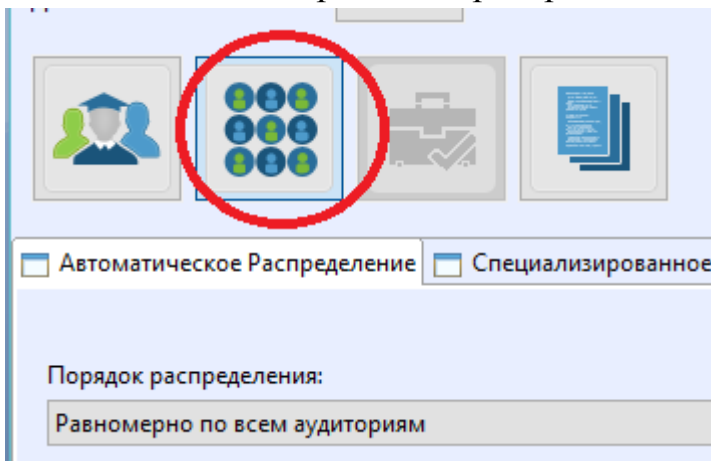 Автоматическое Распределение Специализированное
Порядок распределения:
Равномерно по всем аудиториям